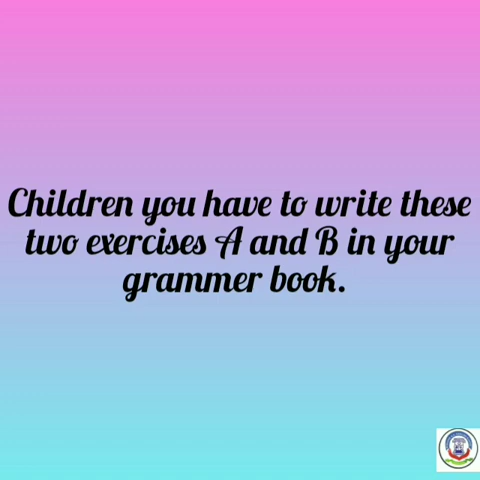 Children you have to write these
two exercises A and B in your
grammer book.